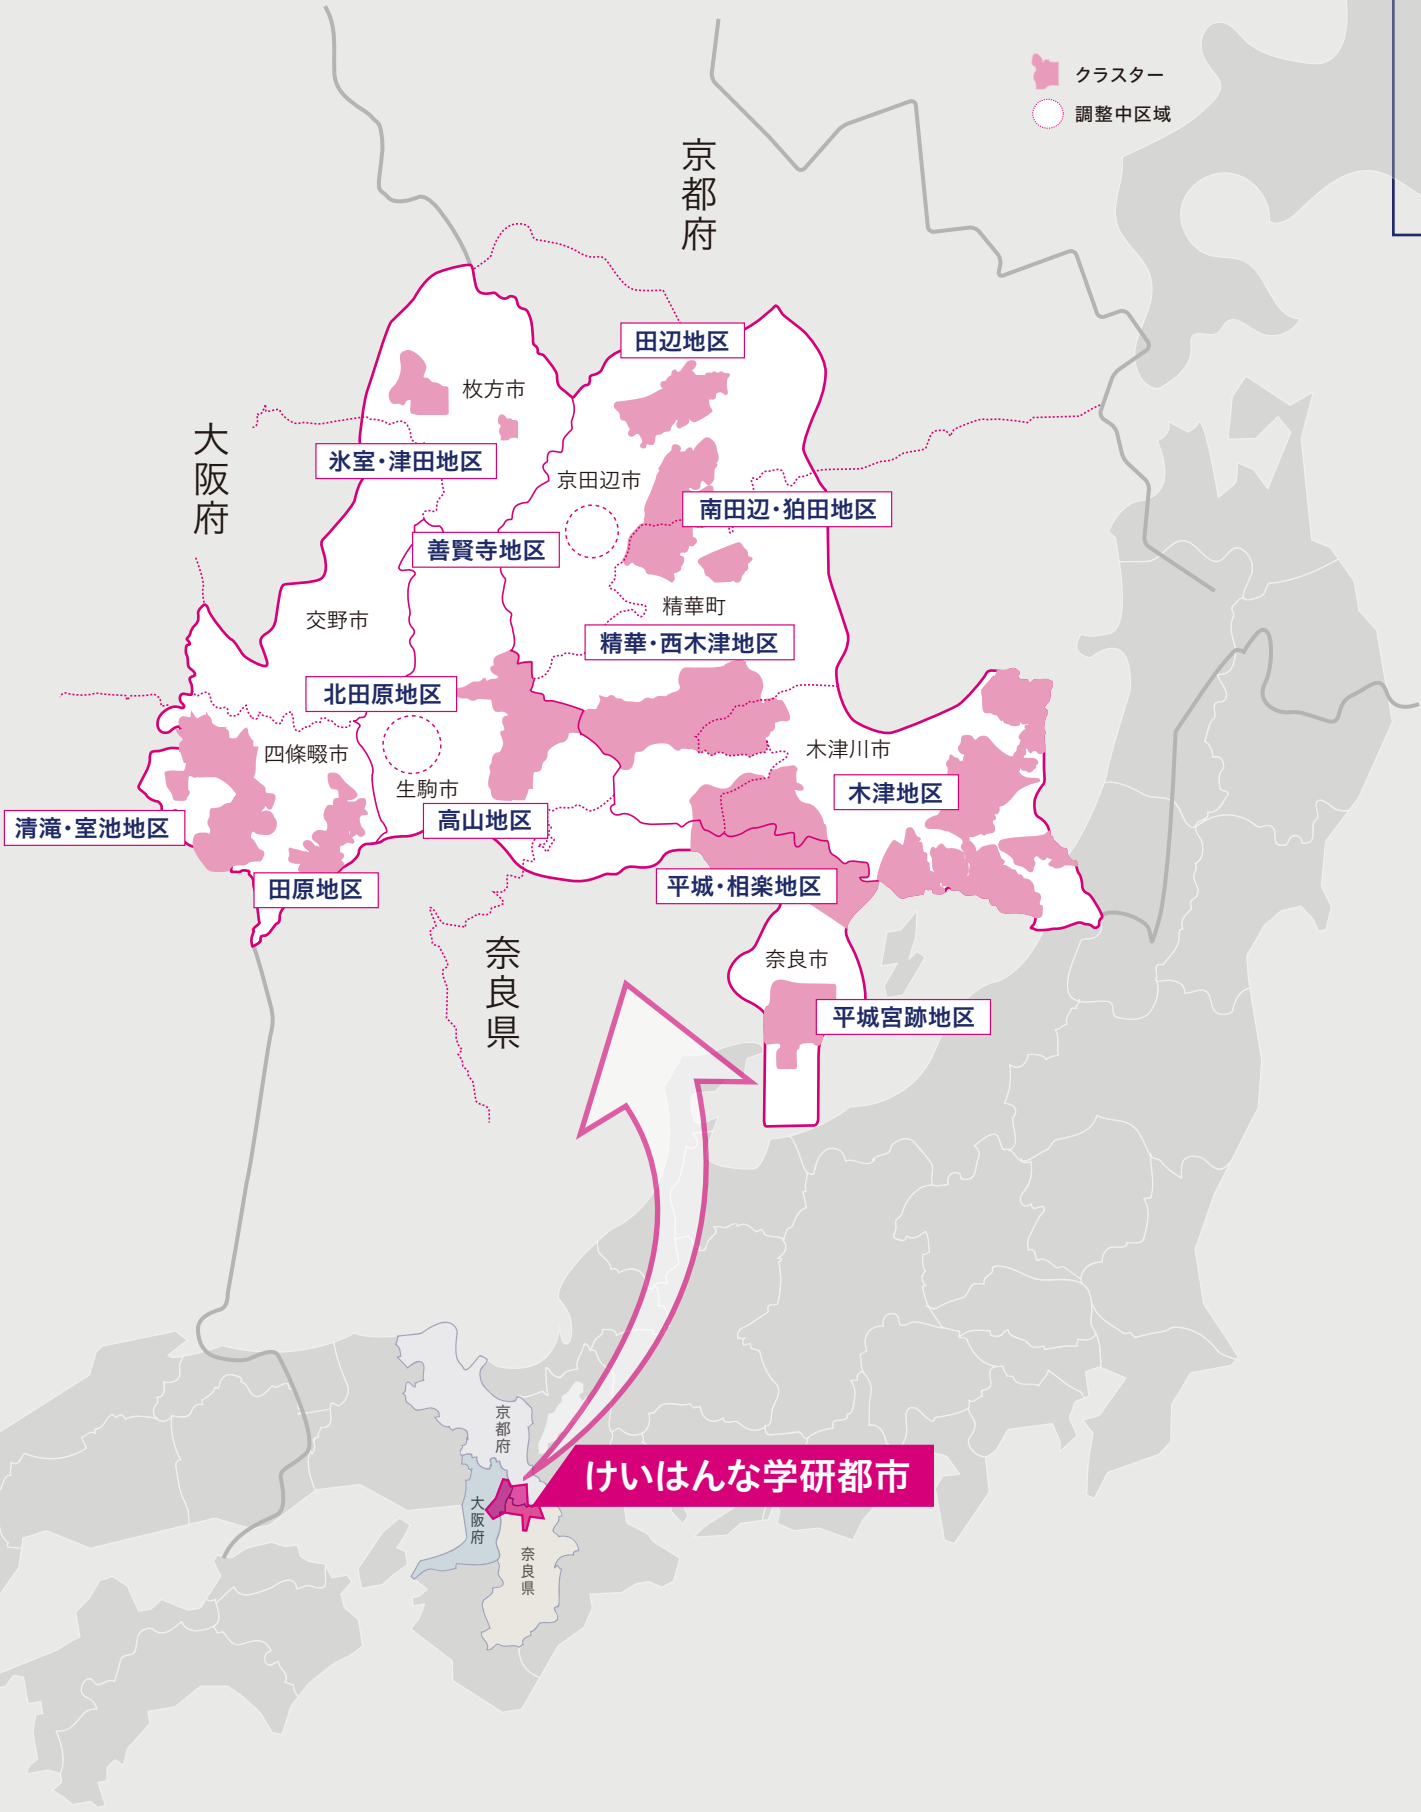 クラスター
調整中区域
京都府
田辺地区
枚方市
大阪府
氷室・津田地区
京田辺市
南田辺・狛田地区
善賢寺地区
精華町
交野市
精華・西木津地区
北田原地区
四條畷市
木津川市
生駒市
木津地区
高山地区
清滝・室池地区
田原地区
平城・相楽地区
奈良県
奈良市
平城宮跡地区
京都府
けいはんな学研都市
大阪府
奈良県